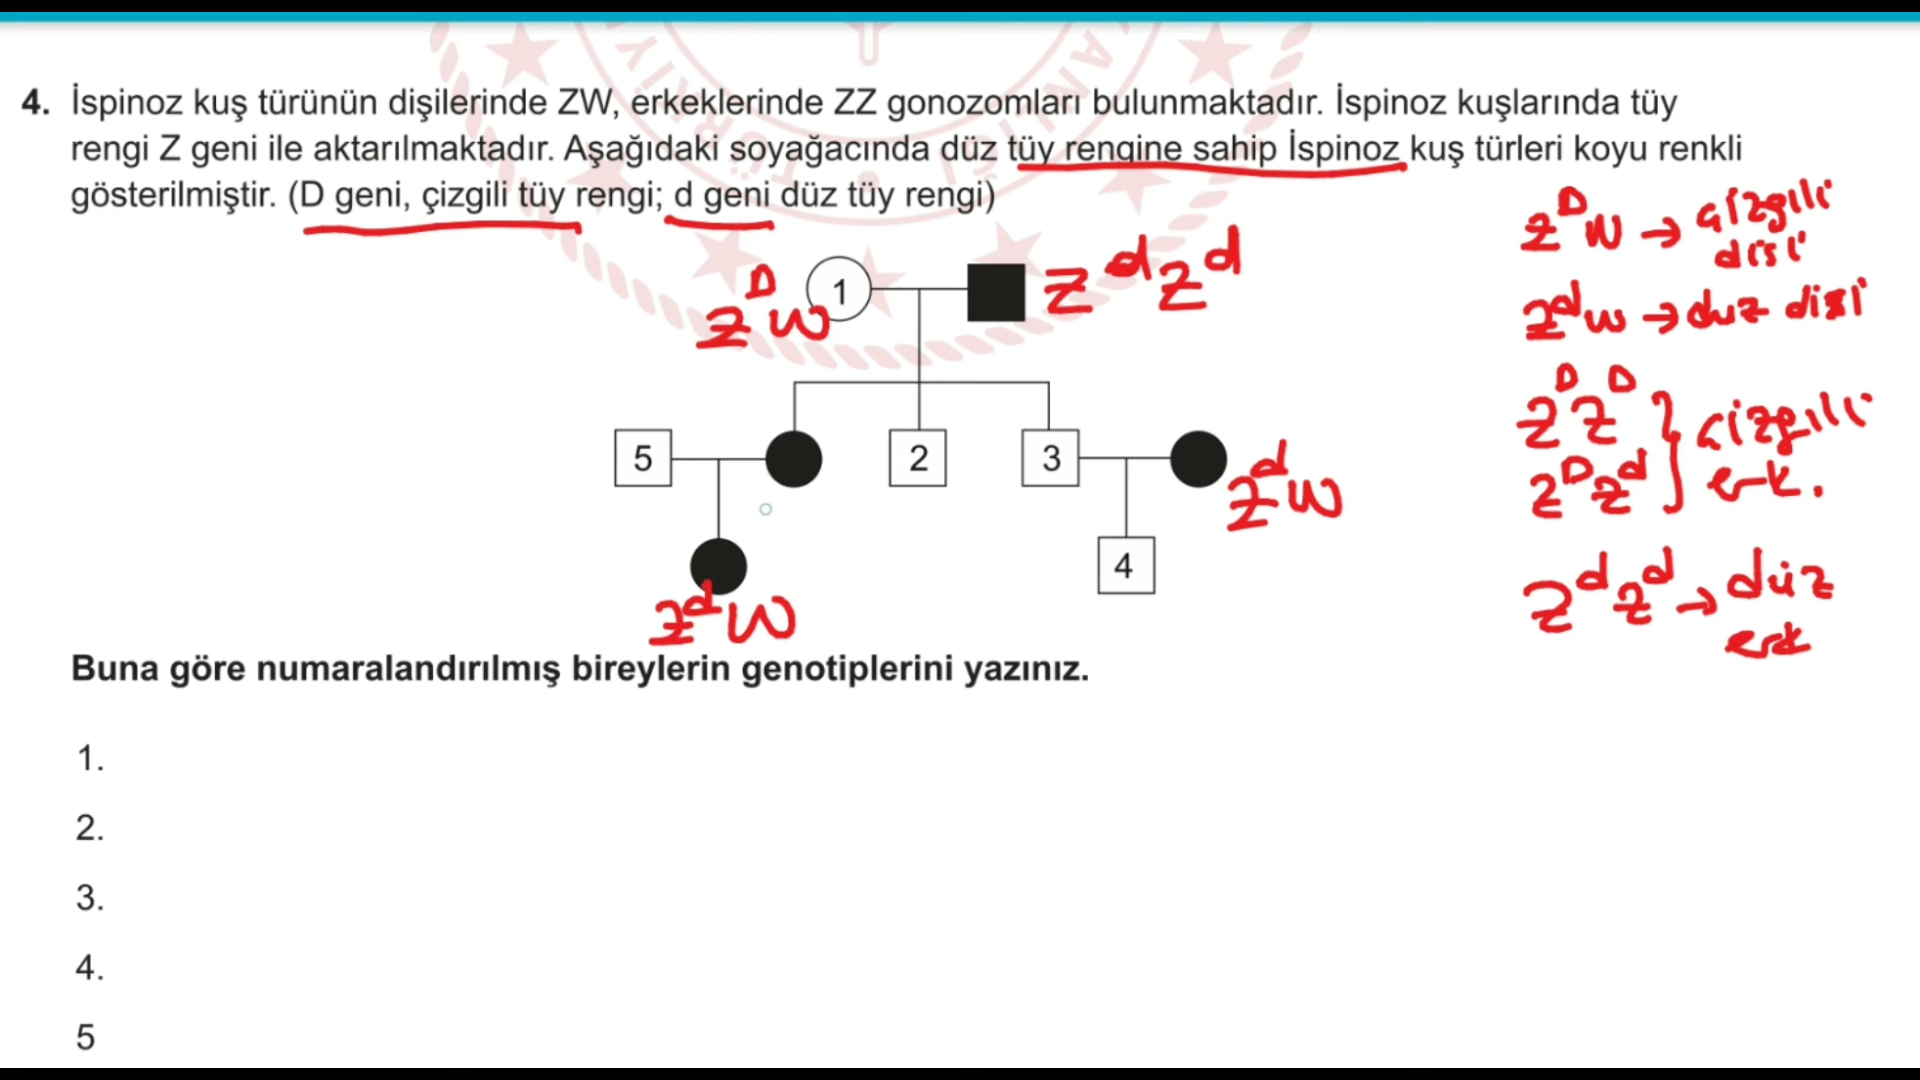 4. İspinoz kuş türünün dişilerinde ZW, erkeklerinde ZZ gonozomları bulunmaktadır. İspinoz kuşlarında tüy
rengi Z geni ile aktarılmaktadır. Aşağıdaki soyağacında düz tüy rengine sahip İspinoz kuş türleri koyu renkli
gösterilmiştir. (D geni, çizgili tüy rengi; d geni düz tüy rengi)
Z^D W → çizgili
dişi
Z^D W
1
Z^d Z^d
Z^d W → düz dişi
Z^D Z^D
Z^D Z^d
} çizgili
erk.
5
2
3
Z^d W
4
Z^d W
Z^d Z^d → düz
erk
Buna göre numaralandırılmış bireylerin genotiplerini yazınız.
1.
2.
3.
4.
5